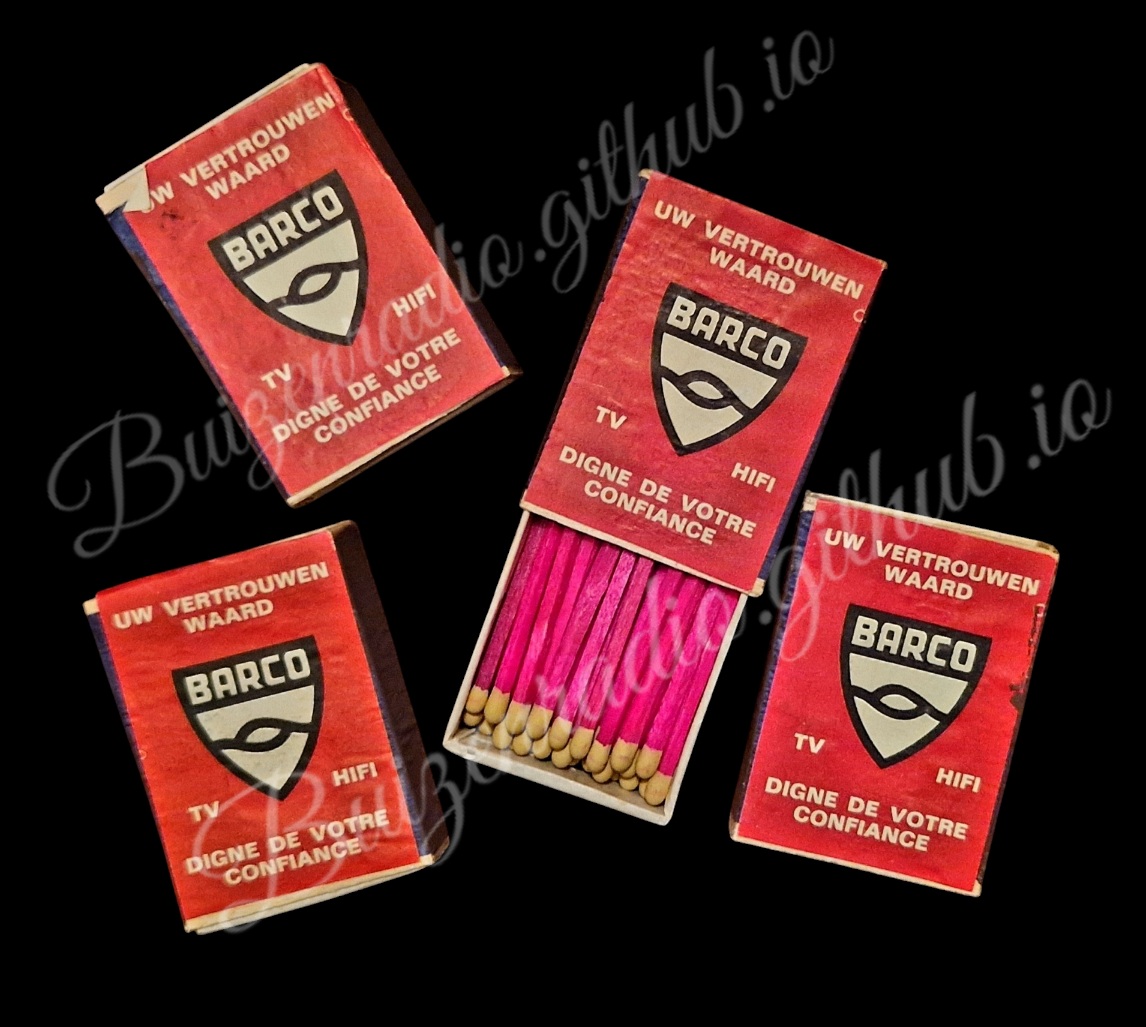 UW VERTROUWEN
WAARD
BARCO
HIFI
TV
DIGNE DE VOTRE
CONFIANCE
UW VERTROUWEN
WAARD
BARCO
TV
HIFI
DIGNE DE VOTRE
CONFIANCE
UW VERTROUWEN
WAARD
BARCO
HIFI
TV
DIGNE DE VOTRE
CONFIANCE
UW VERTROUWEN
WAARD
BARCO
TV
HIFI
DIGNE DE VOTRE
CONFIANCE
Buizenradio.github.io
Buizenradio.github.io